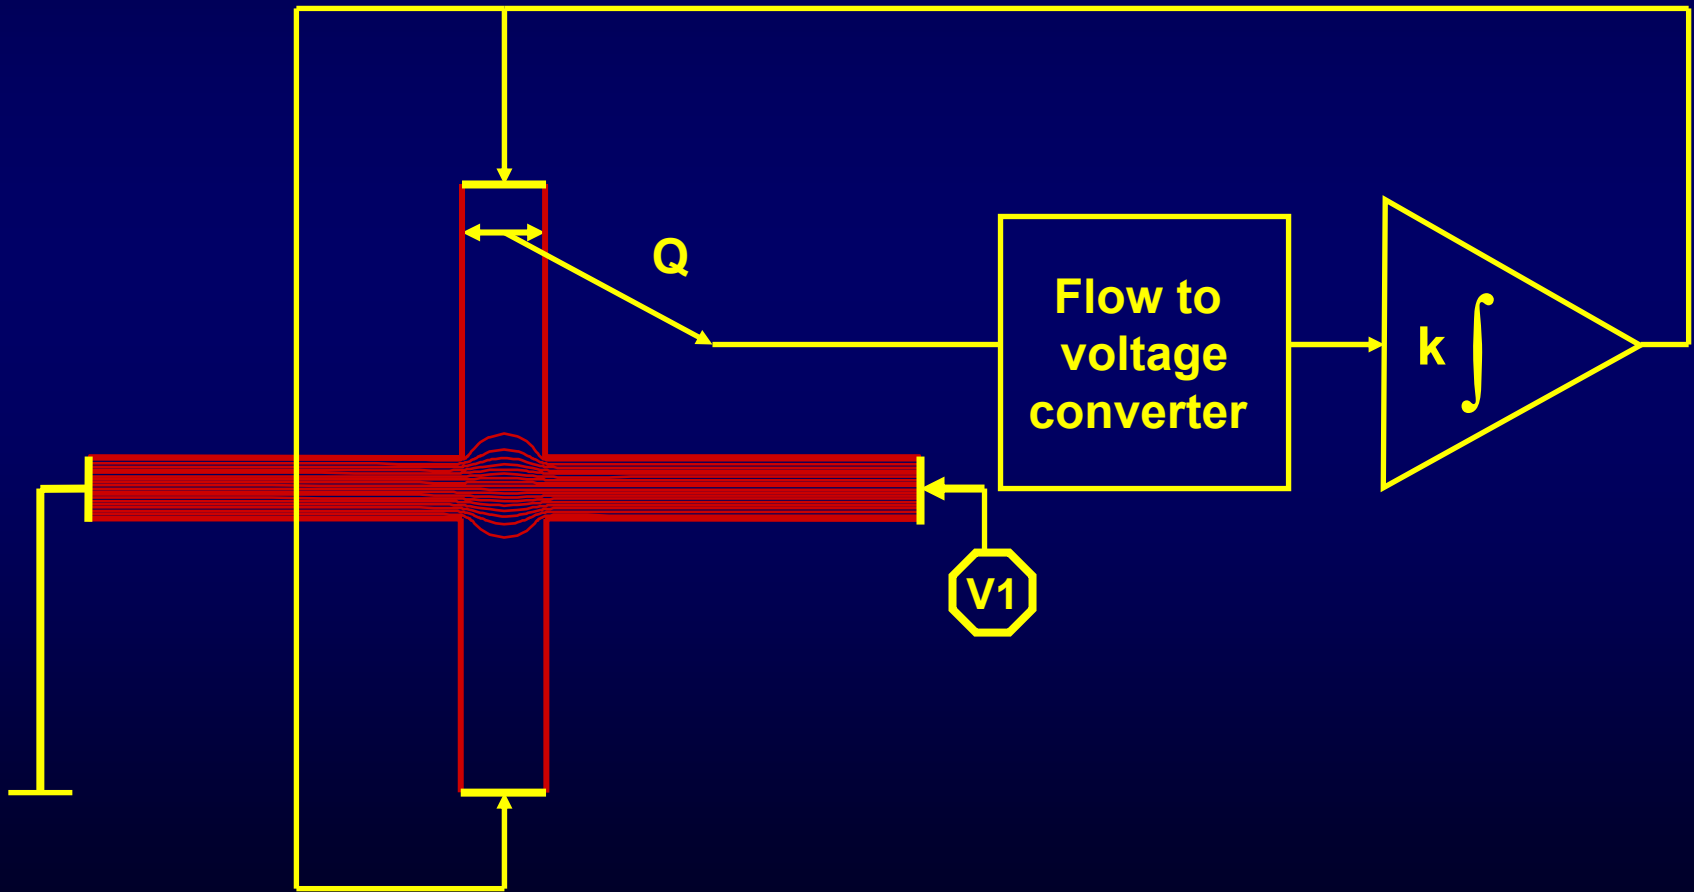 Q
Flow to
voltage
converter
k ∫
V1